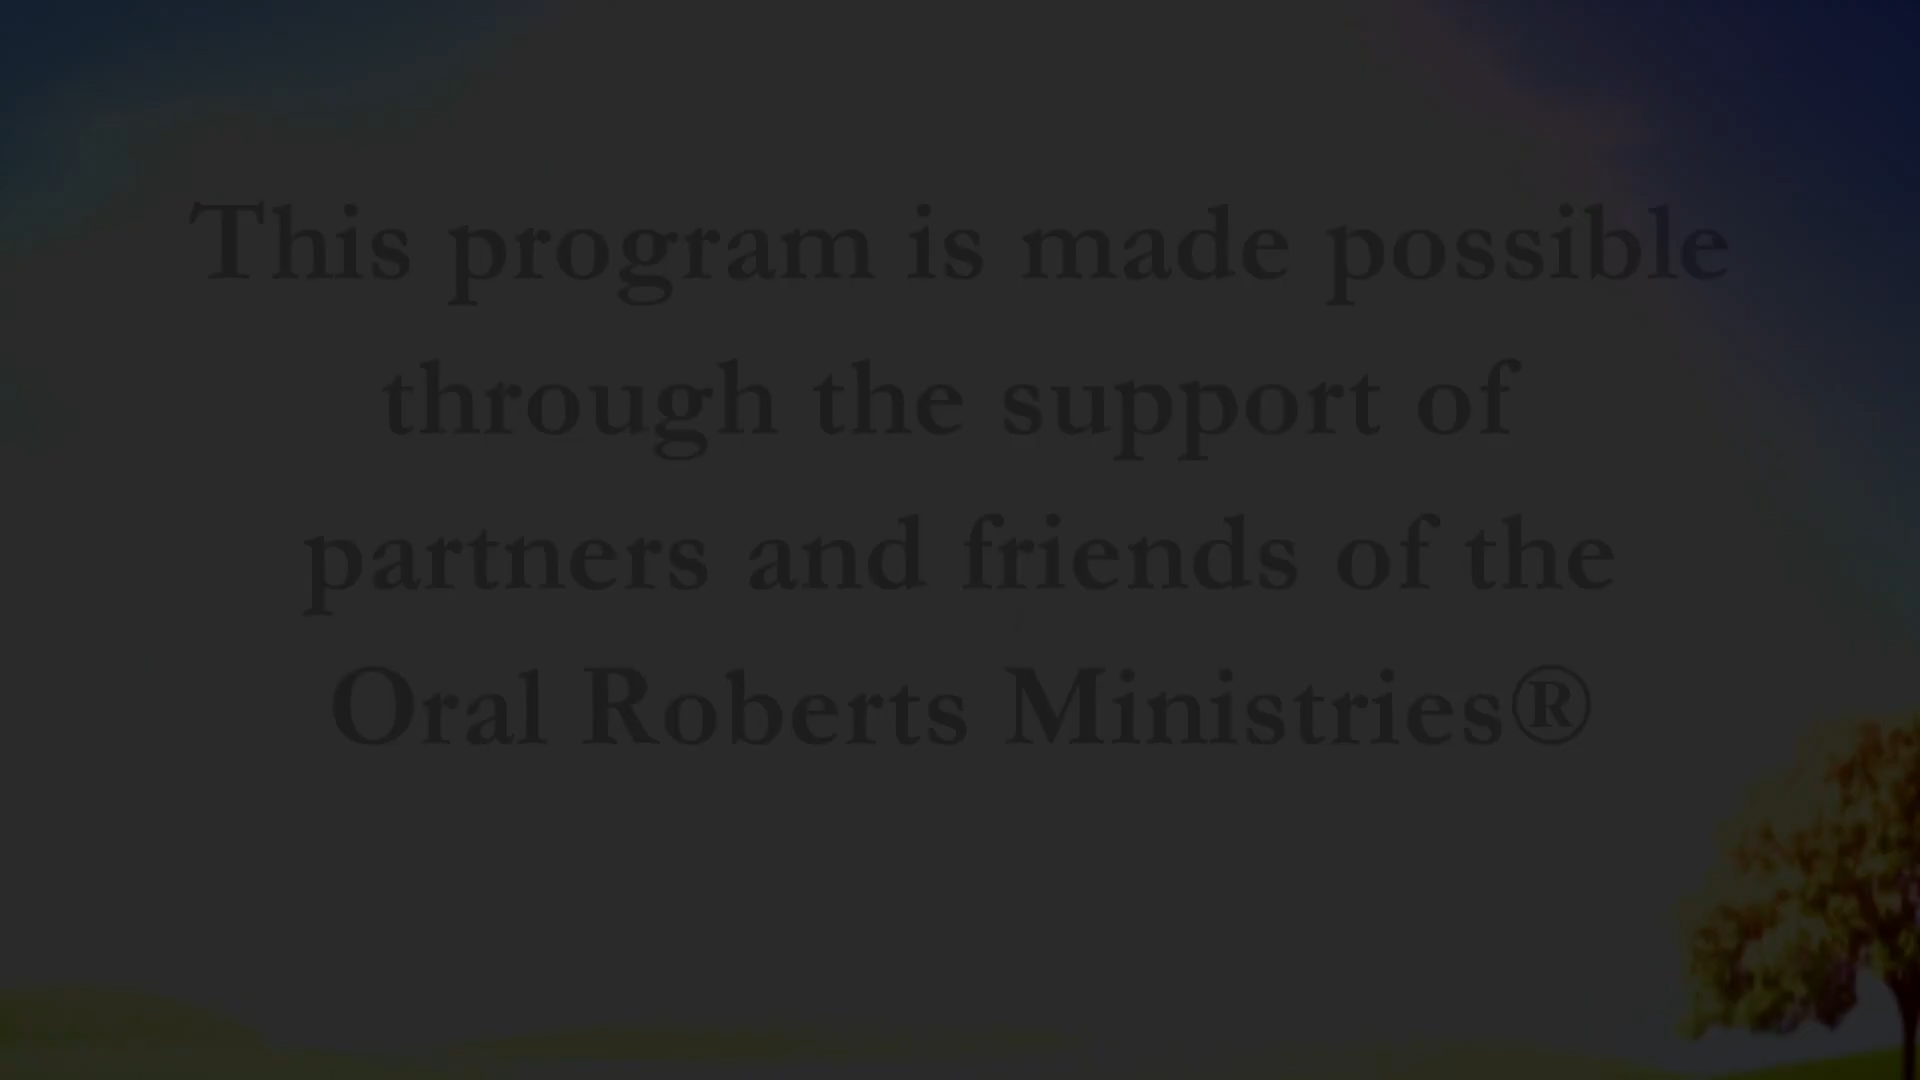 This program is made possible
through the support of
partners and friends of the
Oral Roberts Ministries®